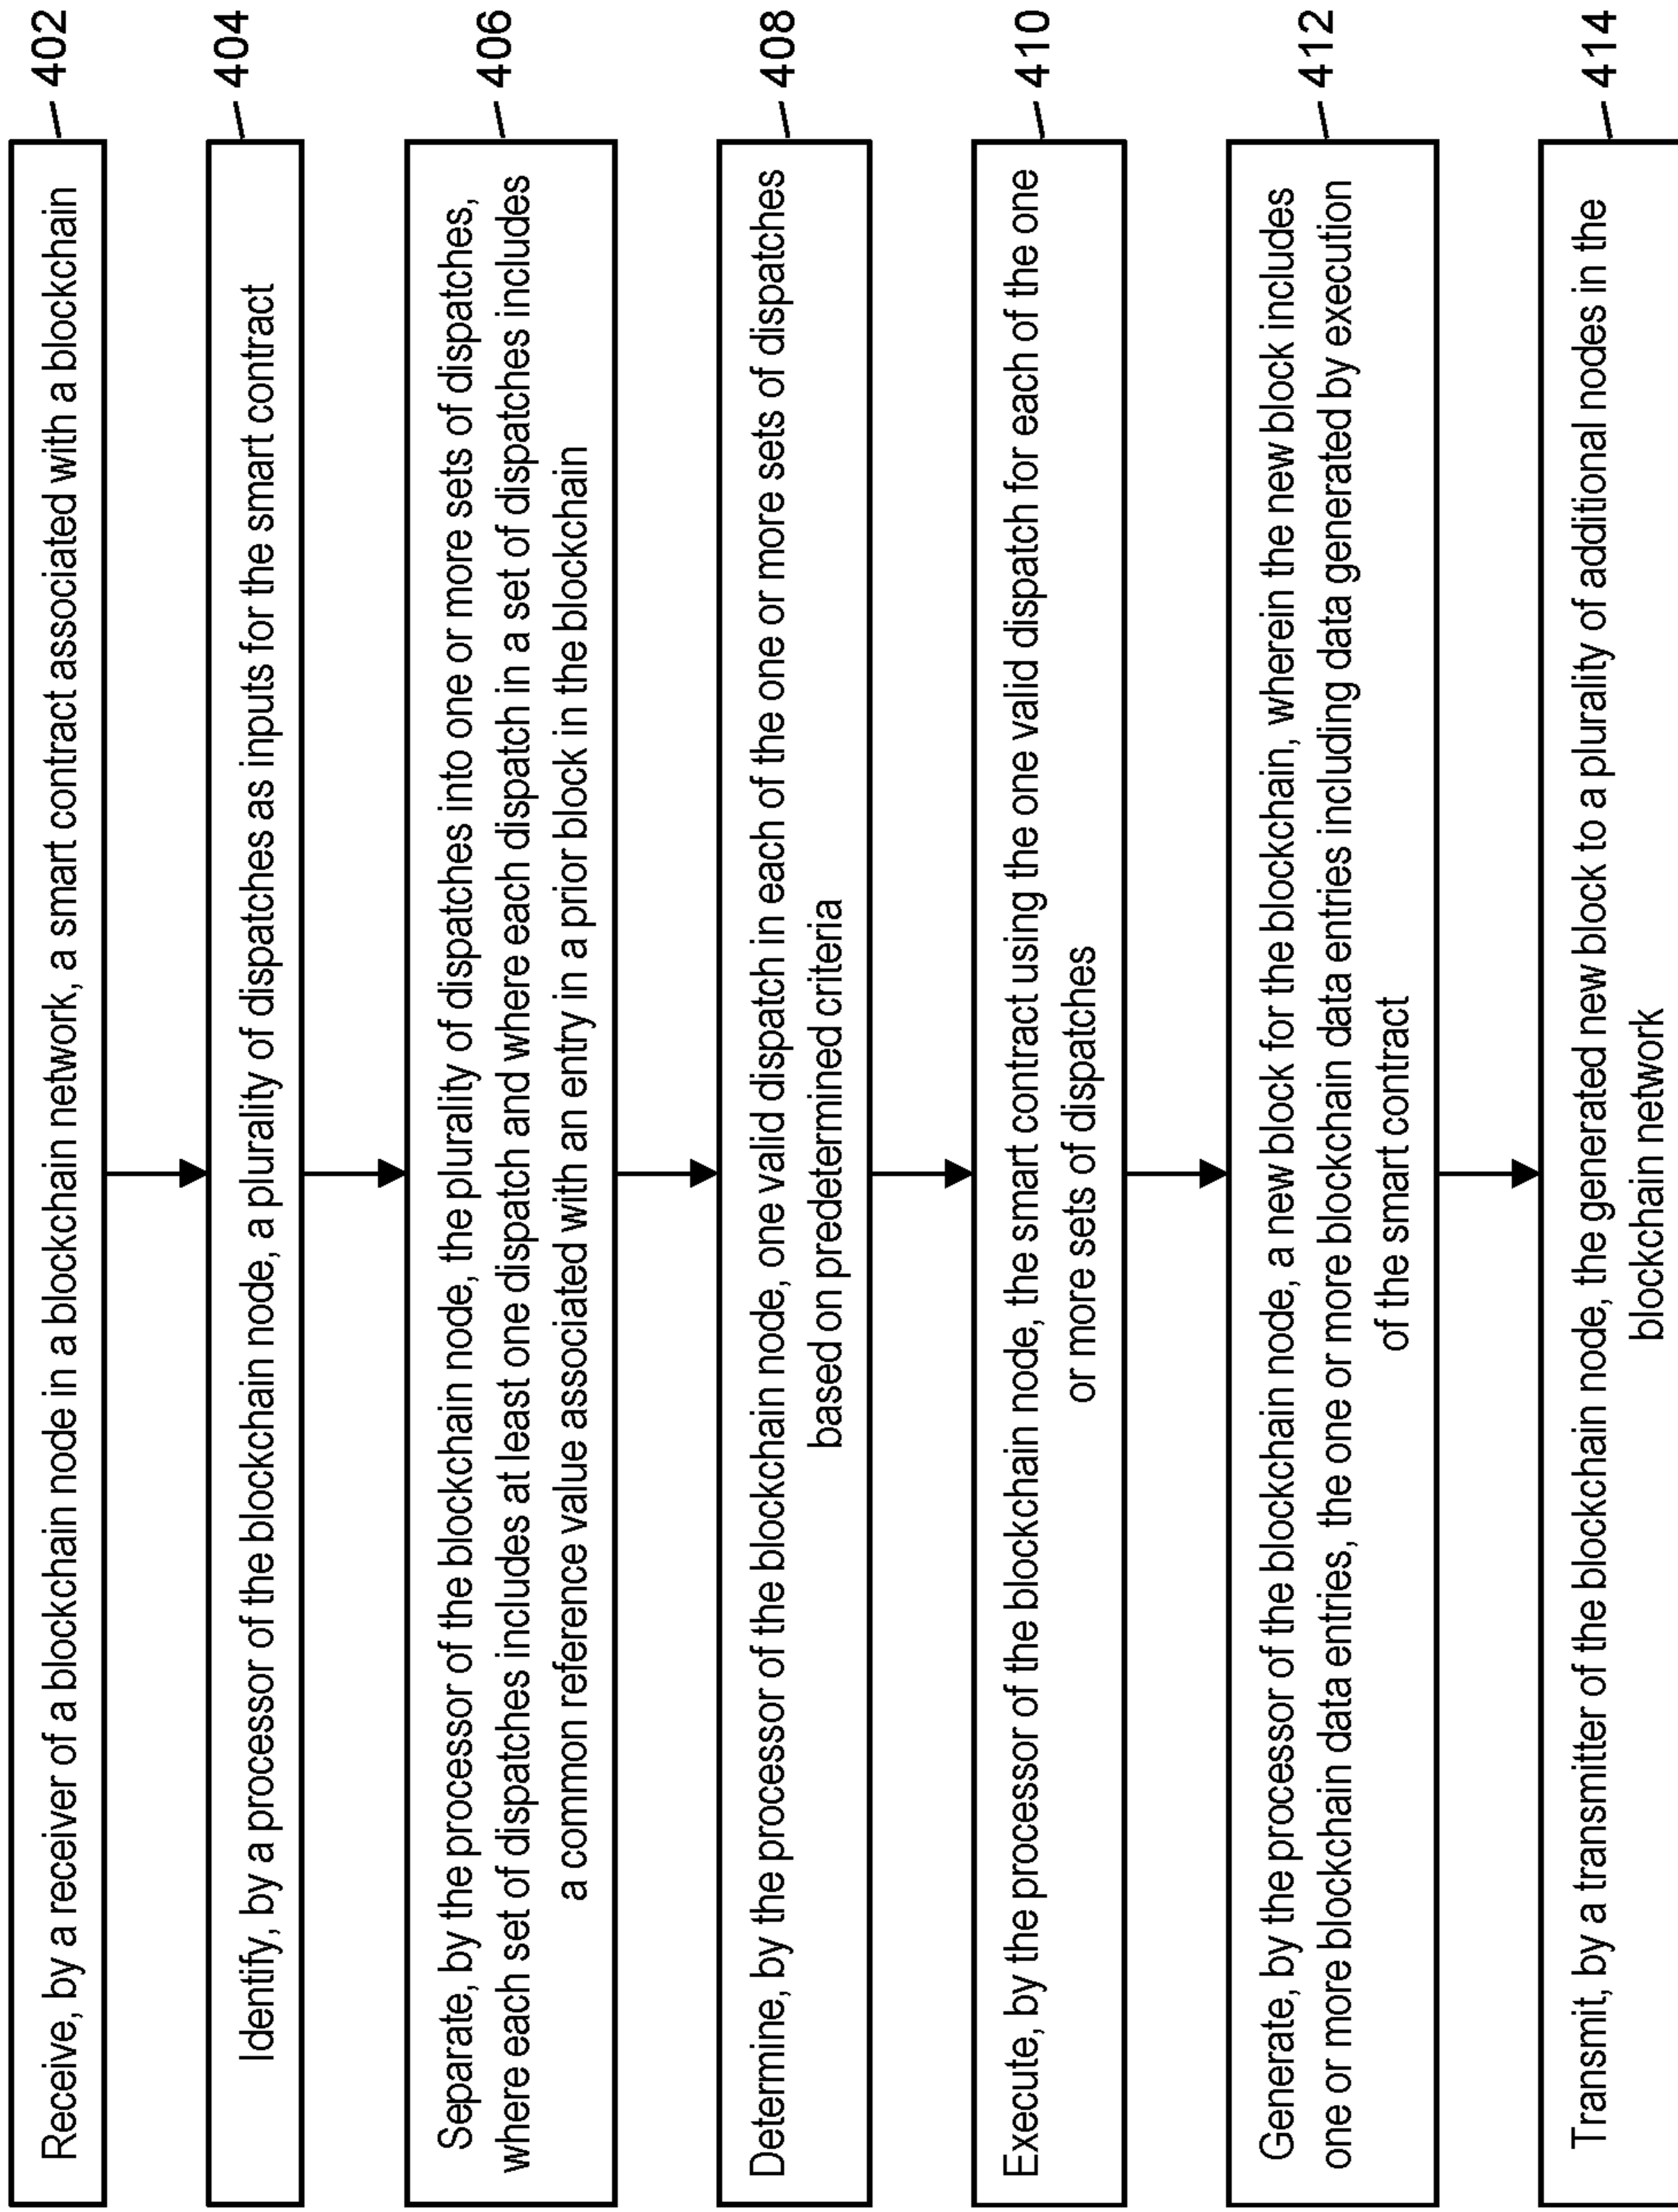 Receive, by a receiver of a blockchain node in a blockchain network, a smart contract associated with a blockchain
402
Identify, by a processor of the blockchain node, a plurality of dispatches as inputs for the smart contract
404
Separate, by the processor of the blockchain node, the plurality of dispatches into one or more sets of dispatches,
where each set of dispatches includes at least one dispatch and where each dispatch in a set of dispatches includes
a common reference value associated with an entry in a prior block in the blockchain
406
Determine, by the processor of the blockchain node, one valid dispatch in each of the one or more sets of dispatches
based on predetermined criteria
408
Execute, by the processor of the blockchain node, the smart contract using the one valid dispatch for each of the one
or more sets of dispatches
410
Generate, by the processor of the blockchain node, a new block for the blockchain, wherein the new block includes
one or more blockchain data entries, the one or more blockchain data entries including data generated by execution
of the smart contract
412
Transmit, by a transmitter of the blockchain node, the generated new block to a plurality of additional nodes in the
blockchain network
414